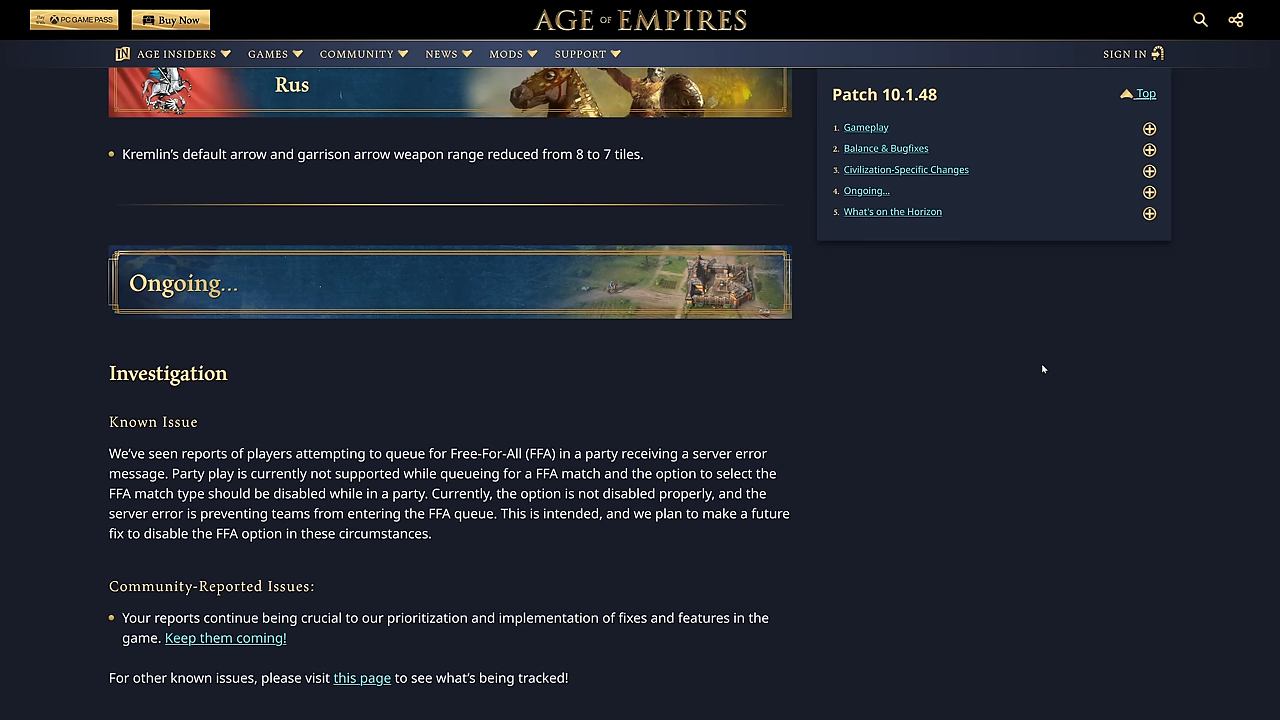 PC GAME PASS
Buy Now
AGE OF EMPIRES
IN AGE INSIDERS
GAMES
COMMUNITY
NEWS
MODS
SUPPORT
SIGN IN
Rus
Kremlin’s default arrow and garrison arrow weapon range reduced from 8 to 7 tiles.
Ongoing…
Investigation
Known Issue
We’ve seen reports of players attempting to queue for Free-For-All (FFA) in a party receiving a server error
message. Party play is currently not supported while queueing for a FFA match and the option to select the
FFA match type should be disabled while in a party. Currently, the option is not disabled properly, and the
server error is preventing teams from entering the FFA queue. This is intended, and we plan to make a future
fix to disable the FFA option in these circumstances.
Community-Reported Issues:
Your reports continue being crucial to our prioritization and implementation of fixes and features in the
game. Keep them coming!
For other known issues, please visit this page to see what’s being tracked!
Patch 10.1.48
Top
1. Gameplay
2. Balance & Bugfixes
3. Civilization-Specific Changes
4. Ongoing…
5. What's on the Horizon